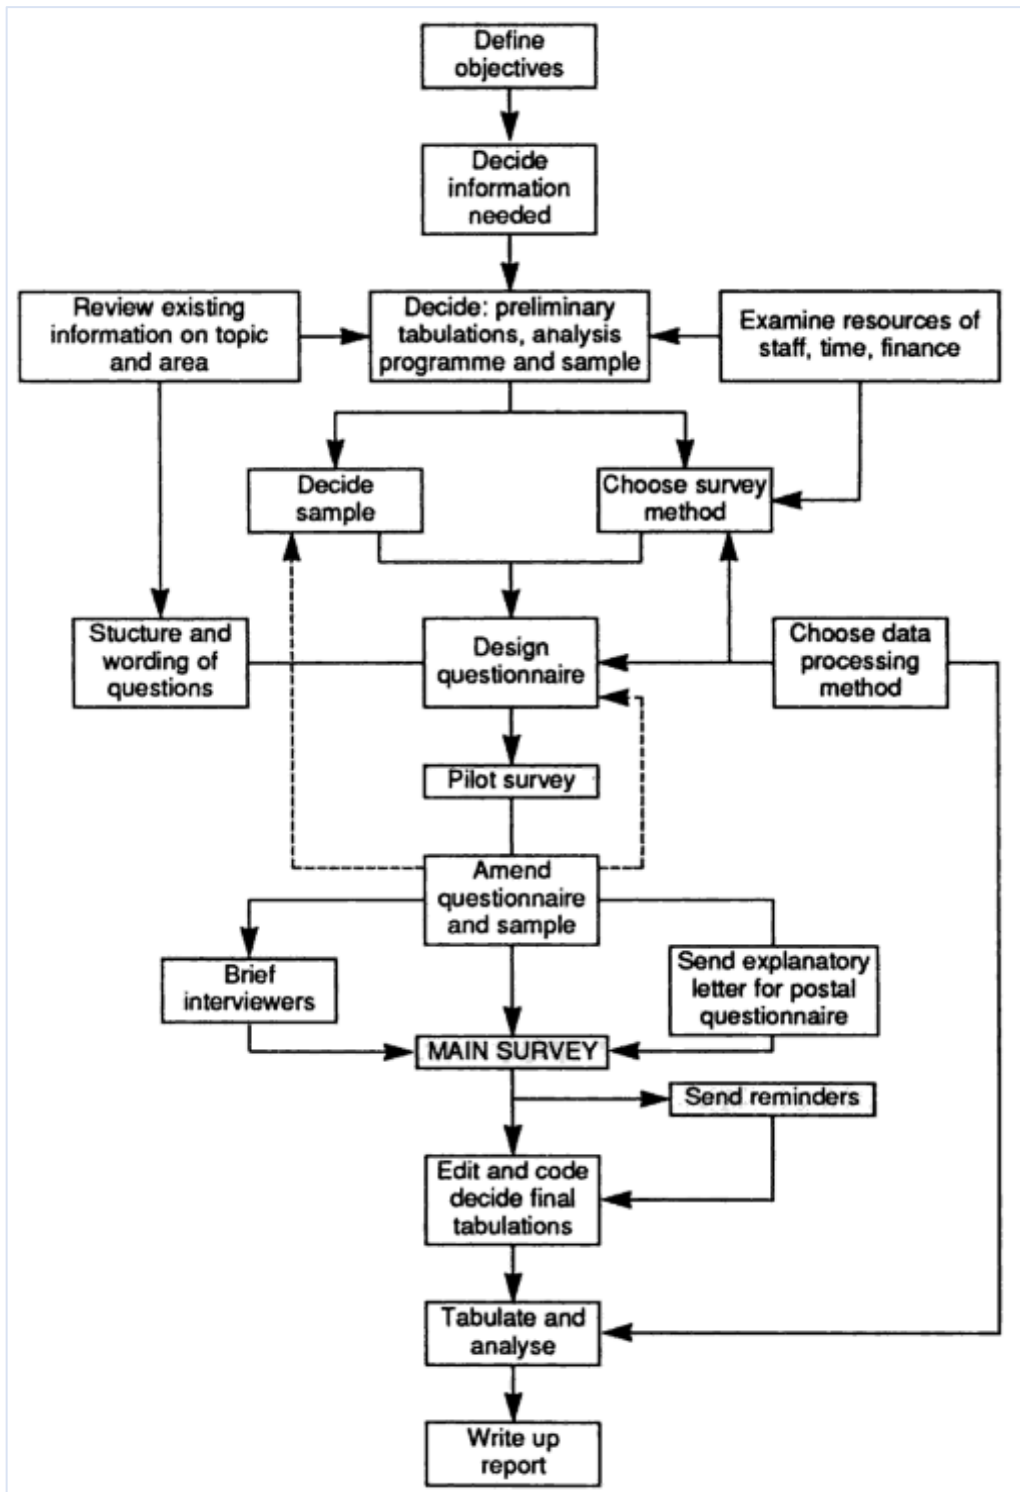 Define
objectives
Decide
information
needed
Review existing
information on topic
and area
Decide: preliminary
tabulations, analysis
programme and sample
Examine resources of
staff, time, finance
Decide
sample
Choose survey
method
Stucture and
wording of
questions
Design
questionnaire
Choose data
processing
method
Pilot survey
Amend
questionnaire
and sample
Brief
interviewers
Send explanatory
letter for postal
questionnaire
MAIN SURVEY
Send reminders
Edit and code
decide final
tabulations
Tabulate and
analyse
Write up
report